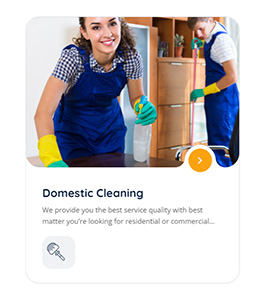 Domestic Cleaning
We provide you the best service quality with best
matter you're looking for residential or commercial...